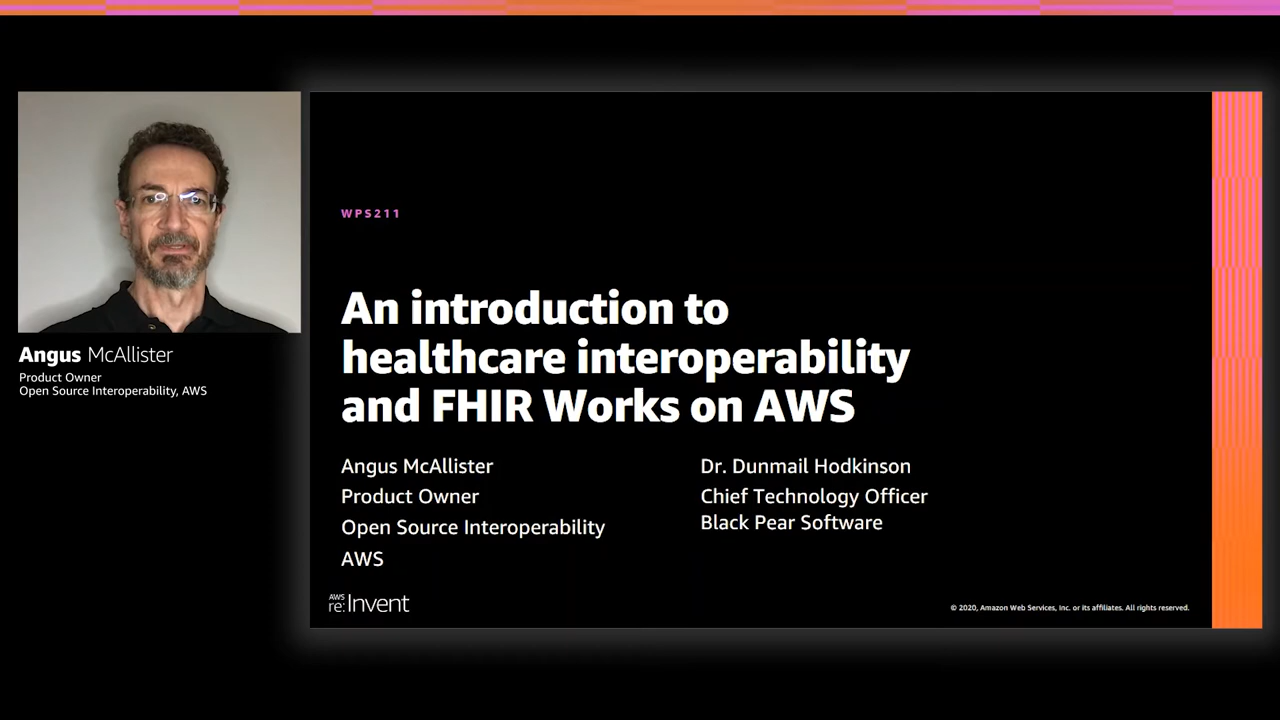 Angus McAllister
Product Owner
Open Source Interoperability, AWS
WPS211
An introduction to
healthcare interoperability
and FHIR Works on AWS
Angus McAllister
Product Owner
Open Source Interoperability
AWS
Dr. Dunmail Hodkinson
Chief Technology Officer
Black Pear Software
AWS
re:Invent
© 2020, Amazon Web Services, Inc. or its affiliates. All rights reserved.